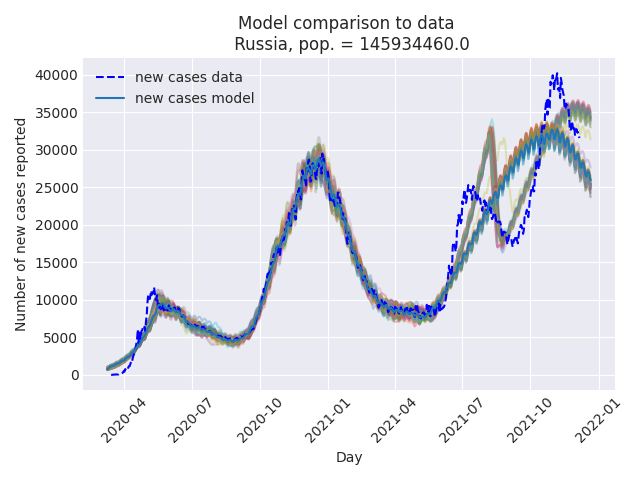 Model comparison to data
Russia, pop. = 145934460.0
new cases data
new cases model
Number of new cases reported
40000
35000
30000
25000
20000
15000
10000
5000
0
2020-04
2020-07
2020-10
2021-01
2021-04
2021-07
2021-10
2022-01
Day